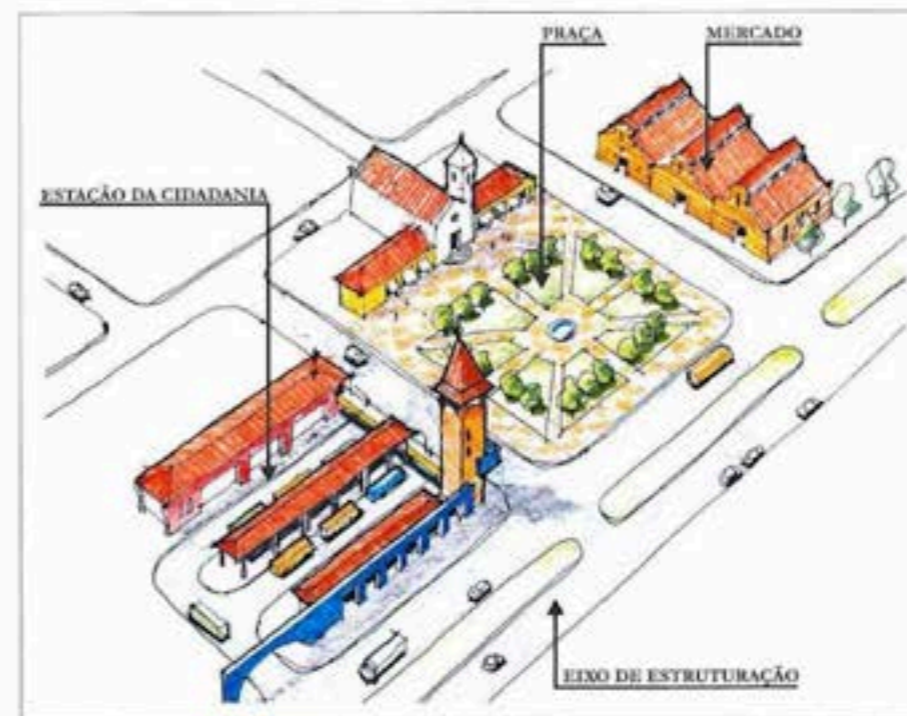 PRAÇA
MERCADO
ESTAÇÃO DA CIDADANIA
EIXO DE ESTRUTURAÇÃO